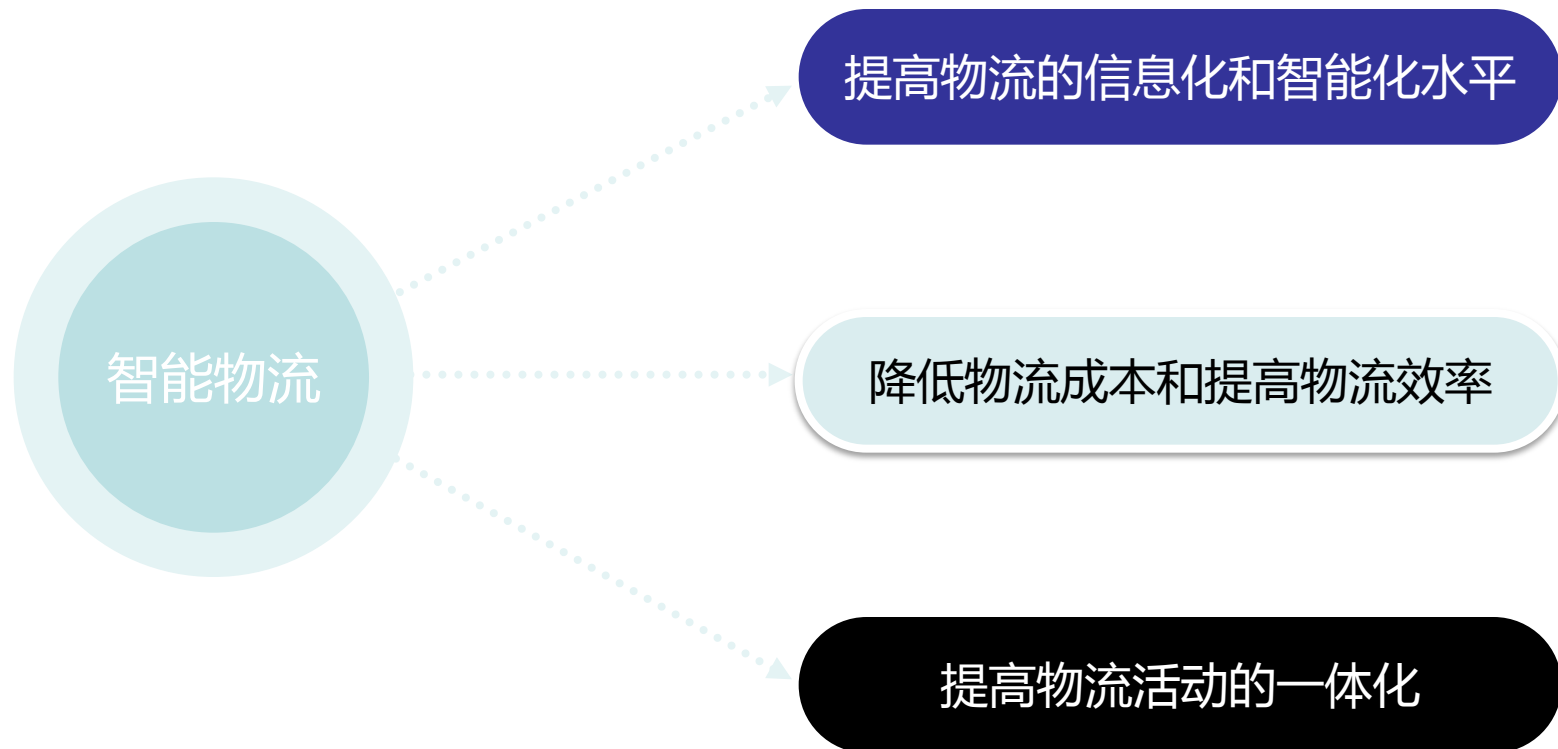 智能物流
提高物流的信息化和智能化水平
降低物流成本和提高物流效率
提高物流活动的一体化